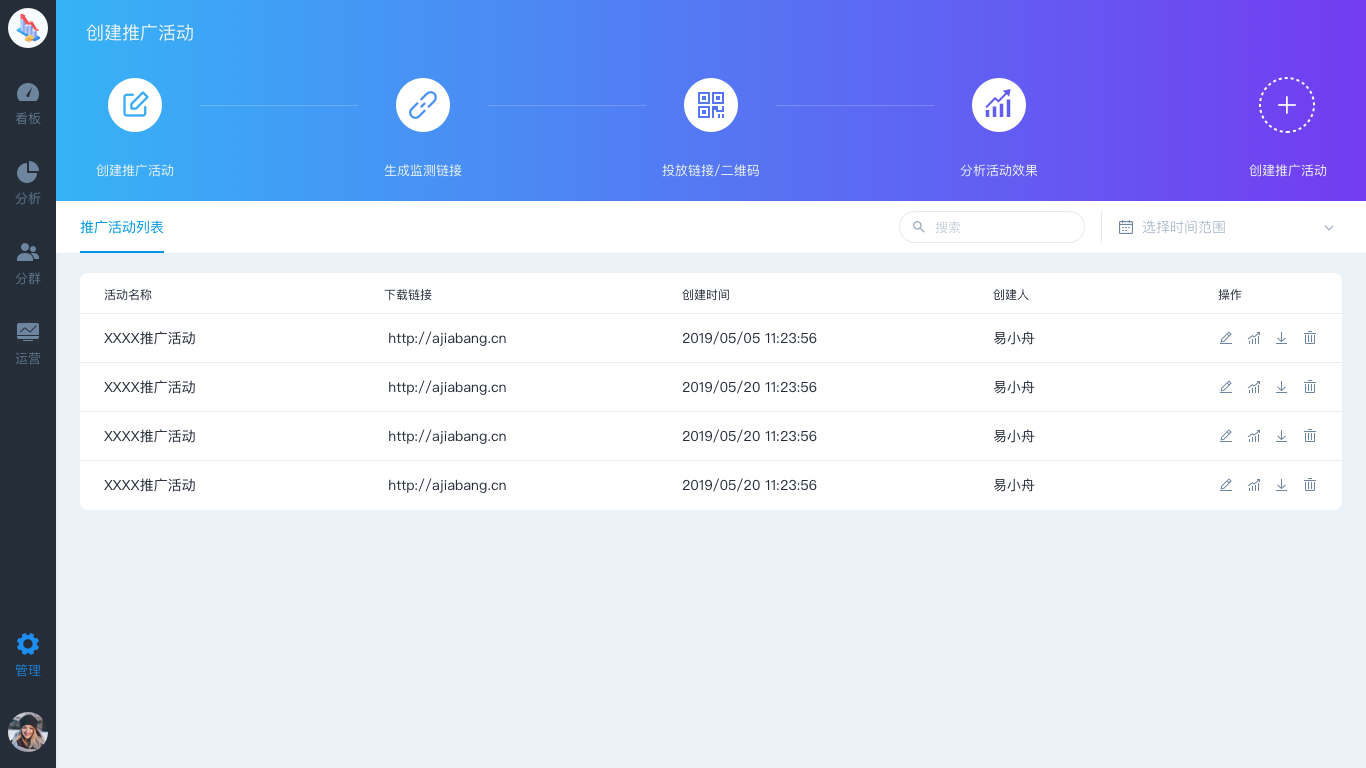 创建推广活动
创建推广活动
生成监测链接
投放链接/二维码
分析活动效果
创建推广活动
看板
分析
分群
运营
管理
推广活动列表
搜索
选择时间范围
活动名称 下载链接 创建时间 创建人 操作
XXXX推广活动 http://ajiabang.cn 2019/05/05 11:23:56 易小舟
XXXX推广活动 http://ajiabang.cn 2019/05/20 11:23:56 易小舟
XXXX推广活动 http://ajiabang.cn 2019/05/20 11:23:56 易小舟
XXXX推广活动 http://ajiabang.cn 2019/05/20 11:23:56 易小舟